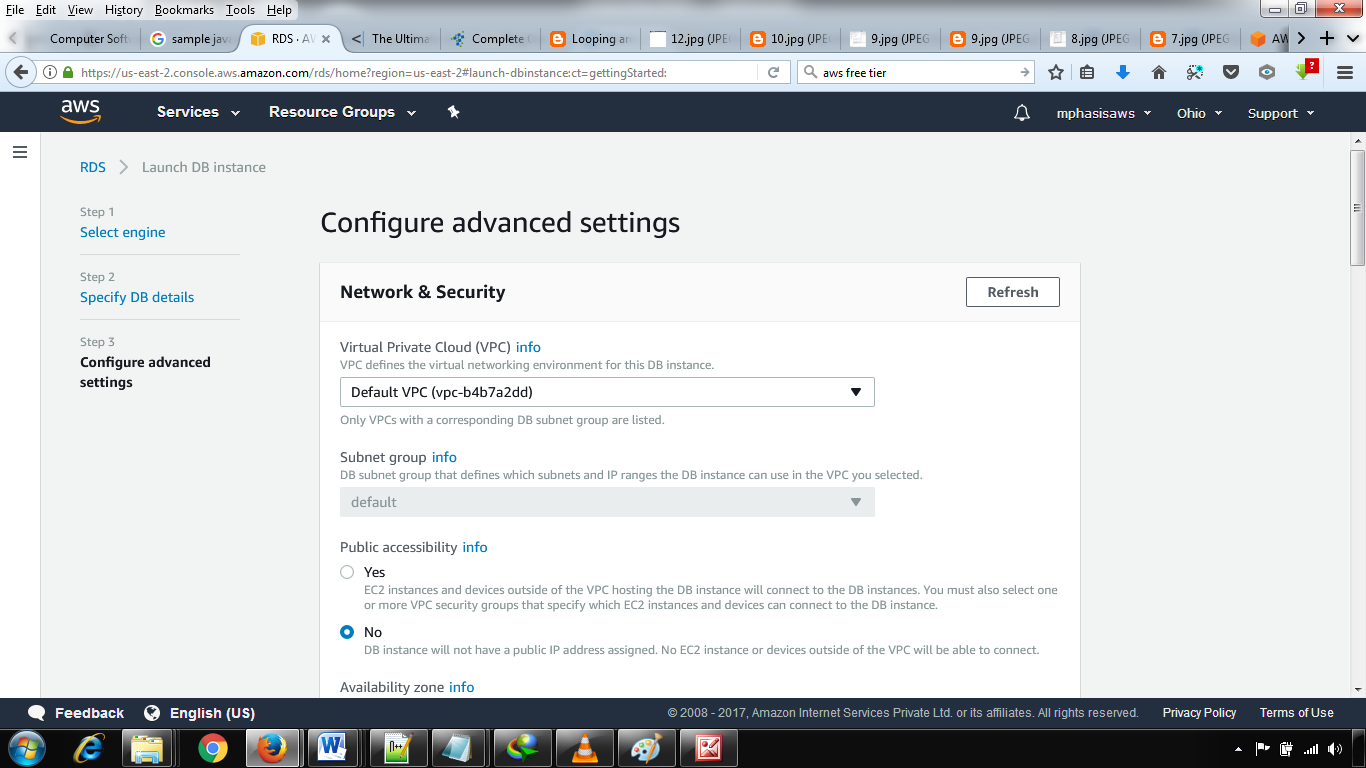 File Edit View History Bookmarks Tools Help
Computer Soft
sample jav
RDS · AW
The Ultima
Complete
Looping an
12.jpg (JPEG
10.jpg (JPEG
9.jpg (JPEG
9.jpg (JPEG
8.jpg (JPEG
7.jpg (JPEG
AW
https://us-east-2.console.aws.amazon.com/rds/home?region=us-east-2#launch-dbinstance:ct=gettingStarted:
aws free tier
?
aws Services Resource Groups mphasisaws Ohio Support
RDS Launch DB instance
Step 1
Select engine
Step 2
Specify DB details
Step 3
Configure advanced
settings
Configure advanced settings
Network & Security Refresh
Virtual Private Cloud (VPC) info
VPC defines the virtual networking environment for this DB instance.
Default VPC (vpc-b4b7a2dd)
Only VPCs with a corresponding DB subnet group are listed.
Subnet group info
DB subnet group that defines which subnets and IP ranges the DB instance can use in the VPC you selected.
default
Public accessibility info
Yes
EC2 instances and devices outside of the VPC hosting the DB instance will connect to the DB instances. You must also select one
or more VPC security groups that specify which EC2 instances and devices can connect to the DB instance.
No
DB instance will not have a public IP address assigned. No EC2 instance or devices outside of the VPC will be able to connect.
Availability zone info
Feedback English (US) © 2008 - 2017, Amazon Internet Services Private Ltd. or its affiliates. All rights reserved. Privacy Policy Terms of Use